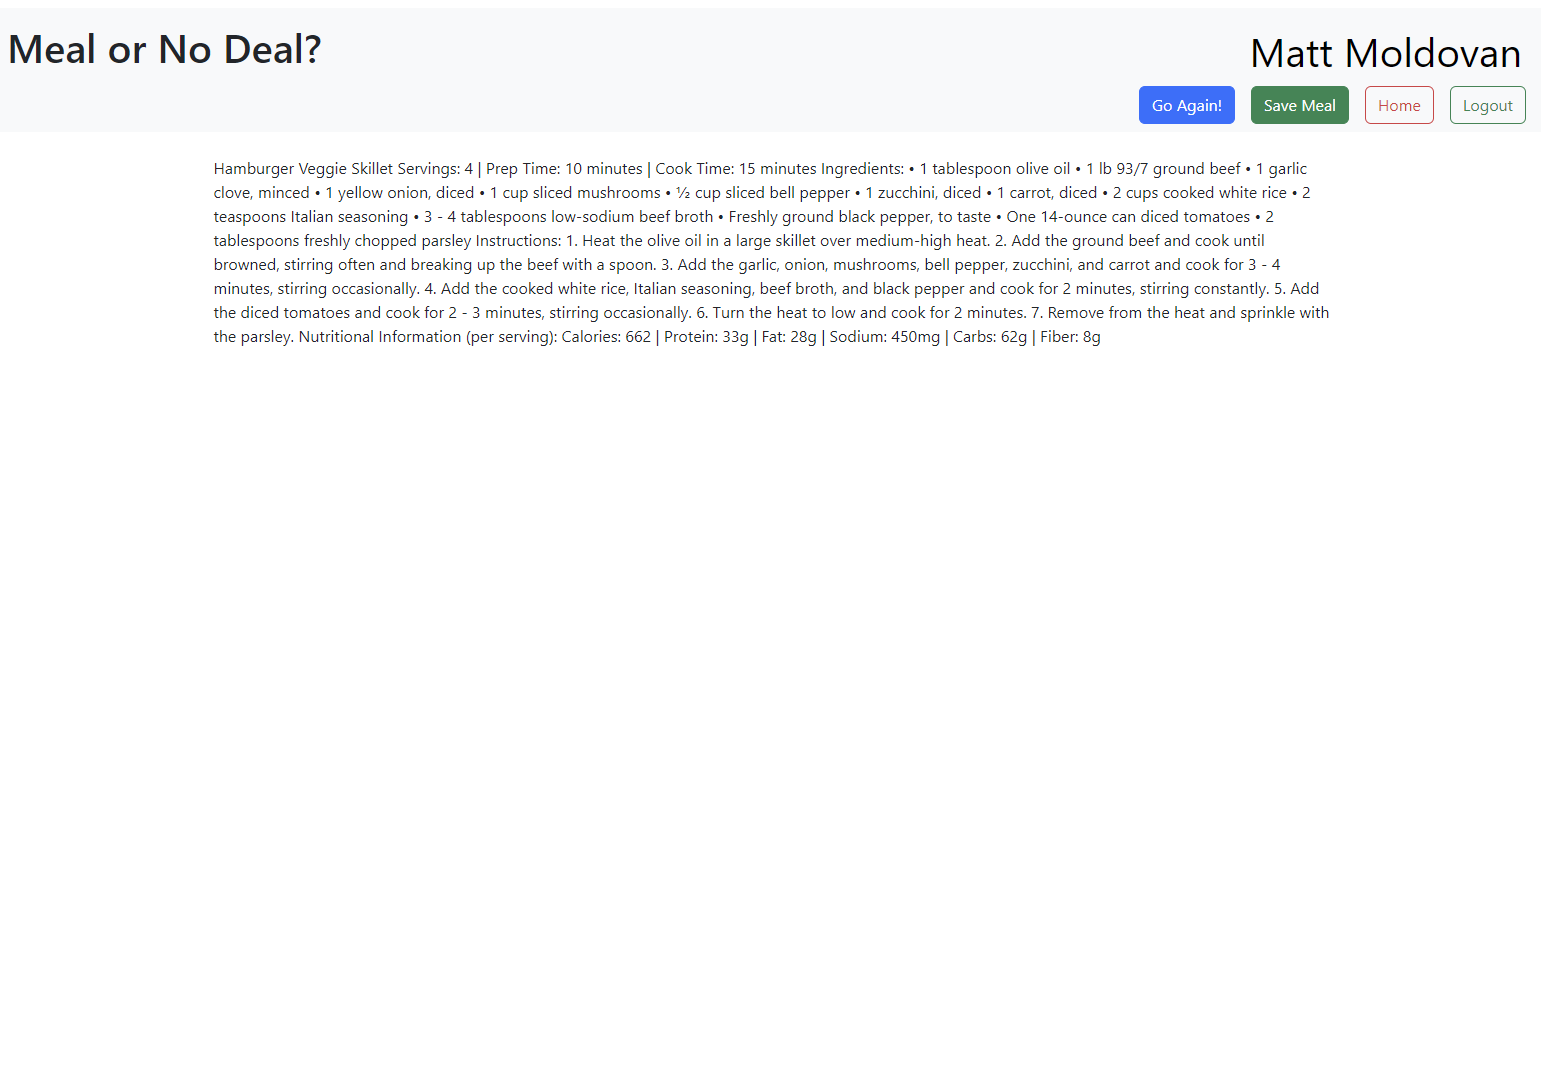 Meal or No Deal?
Matt Moldovan
Go Again! Save Meal Home Logout
Hamburger Veggie Skillet Servings: 4 | Prep Time: 10 minutes | Cook Time: 15 minutes Ingredients: • 1 tablespoon olive oil • 1 lb 93/7 ground beef • 1 garlic
clove, minced • 1 yellow onion, diced • 1 cup sliced mushrooms • ½ cup sliced bell pepper • 1 zucchini, diced • 1 carrot, diced • 2 cups cooked white rice • 2
teaspoons Italian seasoning • 3 - 4 tablespoons low-sodium beef broth • Freshly ground black pepper, to taste • One 14-ounce can diced tomatoes • 2
tablespoons freshly chopped parsley Instructions: 1. Heat the olive oil in a large skillet over medium-high heat. 2. Add the ground beef and cook until
browned, stirring often and breaking up the beef with a spoon. 3. Add the garlic, onion, mushrooms, bell pepper, zucchini, and carrot and cook for 3 - 4
minutes, stirring occasionally. 4. Add the cooked white rice, Italian seasoning, beef broth, and black pepper and cook for 2 minutes, stirring constantly. 5. Add
the diced tomatoes and cook for 2 - 3 minutes, stirring occasionally. 6. Turn the heat to low and cook for 2 minutes. 7. Remove from the heat and sprinkle with
the parsley. Nutritional Information (per serving): Calories: 662 | Protein: 33g | Fat: 28g | Sodium: 450mg | Carbs: 62g | Fiber: 8g